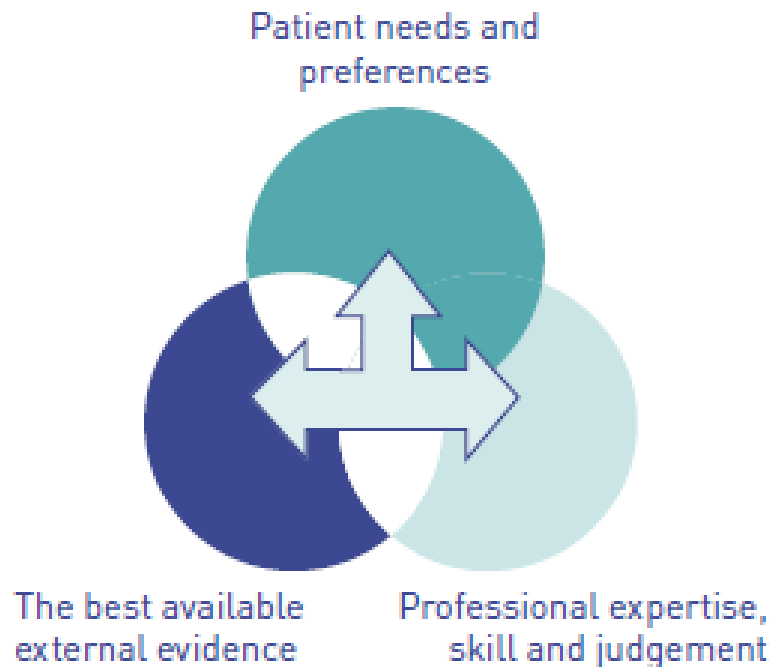 Patient needs and
preferences
The best available
external evidence
Professional expertise,
skill and judgement